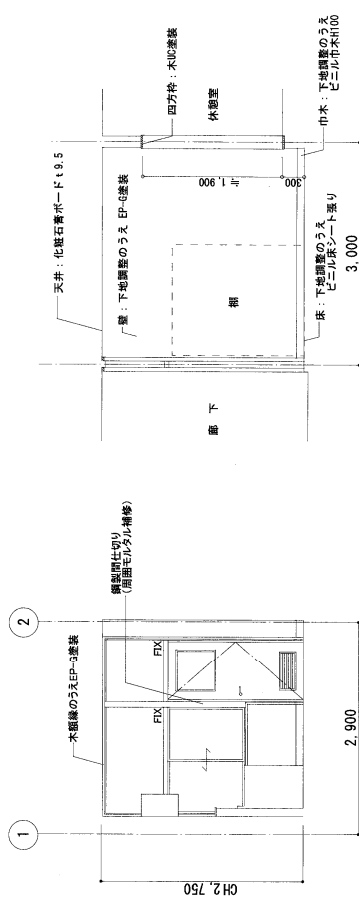 1
2
木額縁のうえEP-G塗装
鋼製間仕切り
(周囲モルタル補修)
FIX
FIX
CH2,750
2,900
天井：化粧石膏ボードｔ9.5
壁：下地調整のうえ EP-G塗装
四方枠：木UC塗装
休憩室
廊　下
棚
≒1,900
300
床：下地調整のうえ
ビニル床シート張り
巾木：下地調整のうえ
ビニル巾木H100
3,000